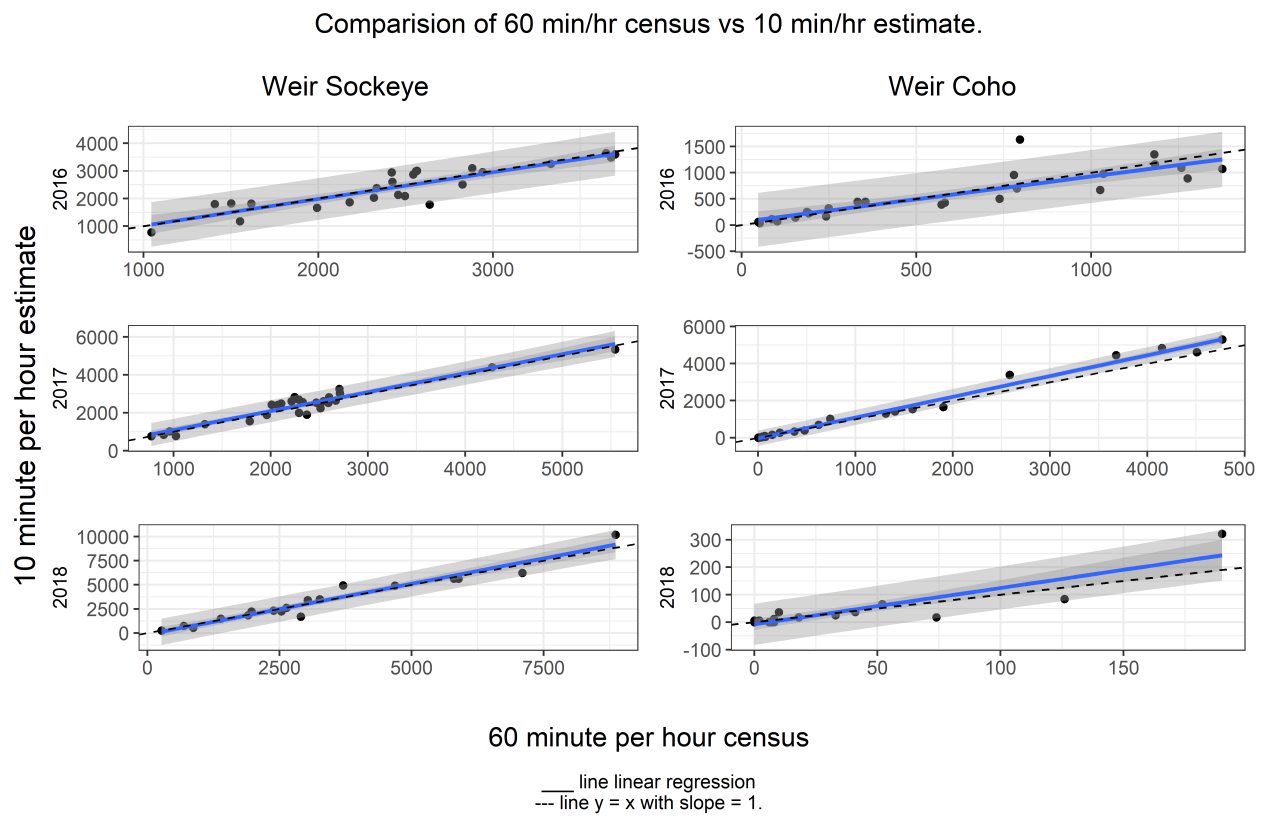 Comparision of 60 min/hr census vs 10 min/hr estimate.
Weir Sockeye
Weir Coho
10 minute per hour estimate
2016
4000
3000
2000
1000
1000 2000 3000
2016
1500
1000
500
0
-500
0 500 1000
2017
6000
4000
2000
0
1000 2000 3000 4000 5000
2017
6000
4000
2000
0
0 1000 2000 3000 4000 500
2018
10000
7500
5000
2500
0
0 2500 5000 7500
2018
300
200
100
0
-100
0 50 100 150
60 minute per hour census
___ line linear regression
--- line y = x with slope = 1.